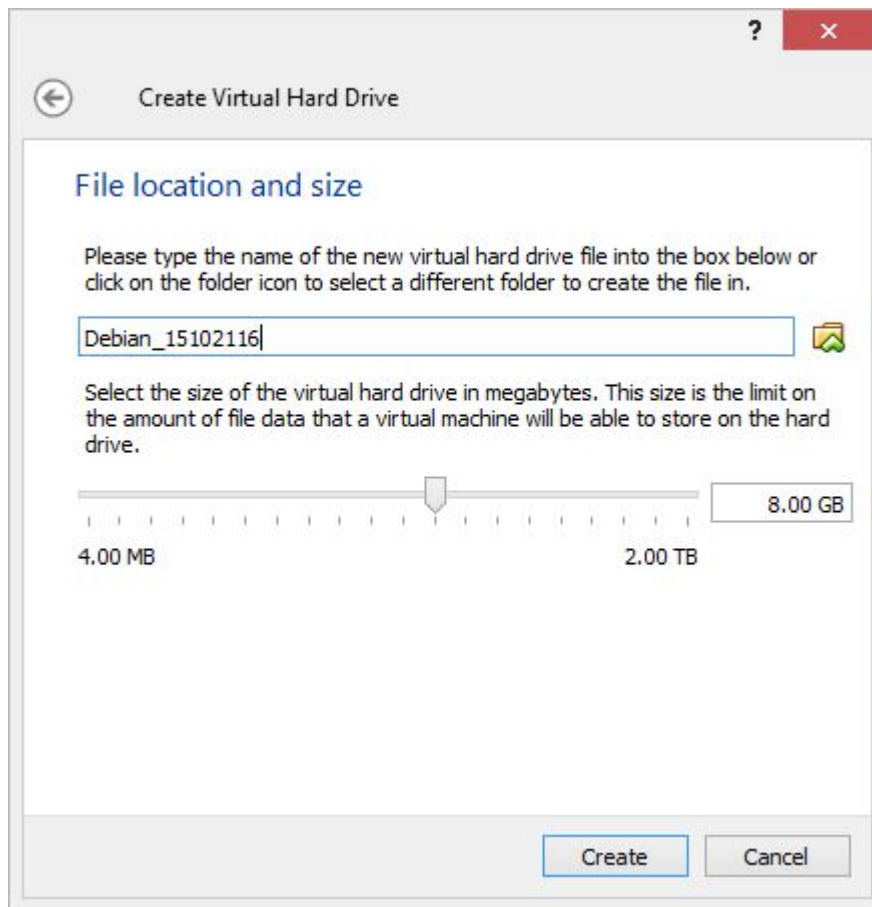 ?
Create Virtual Hard Drive
File location and size
Please type the name of the new virtual hard drive file into the box below or
click on the folder icon to select a different folder to create the file in.
Debian_15102116
Select the size of the virtual hard drive in megabytes. This size is the limit on
the amount of file data that a virtual machine will be able to store on the hard
drive.
8.00 GB
4.00 MB 2.00 TB
Create Cancel